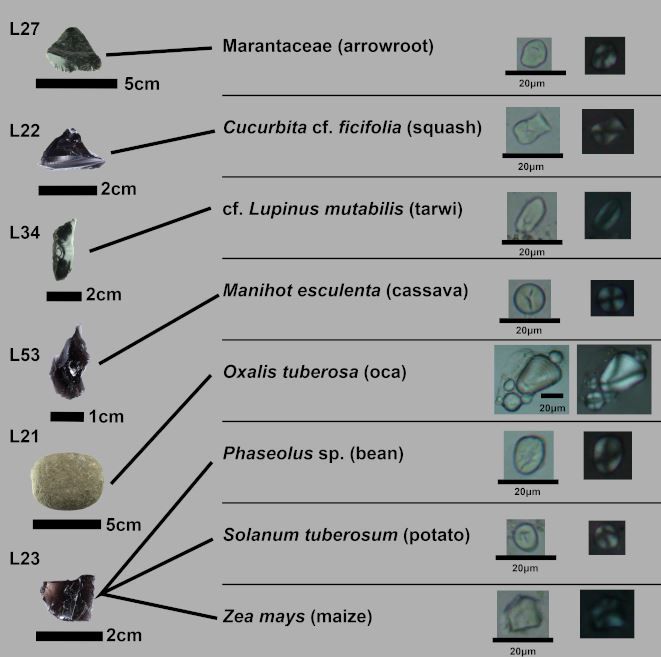 L27
Marantaceae (arrowroot)
5cm
20µm
L22
Cucurbita cf. ficifolia (squash)
2cm
20µm
L34
cf. Lupinus mutabilis (tarwi)
2cm
20µm
Manihot esculenta (cassava)
20µm
L53
Oxalis tuberosa (oca)
1cm
20µm
L21
Phaseolus sp. (bean)
5cm
20µm
L23
Solanum tuberosum (potato)
20µm
Zea mays (maize)
2cm
20µm